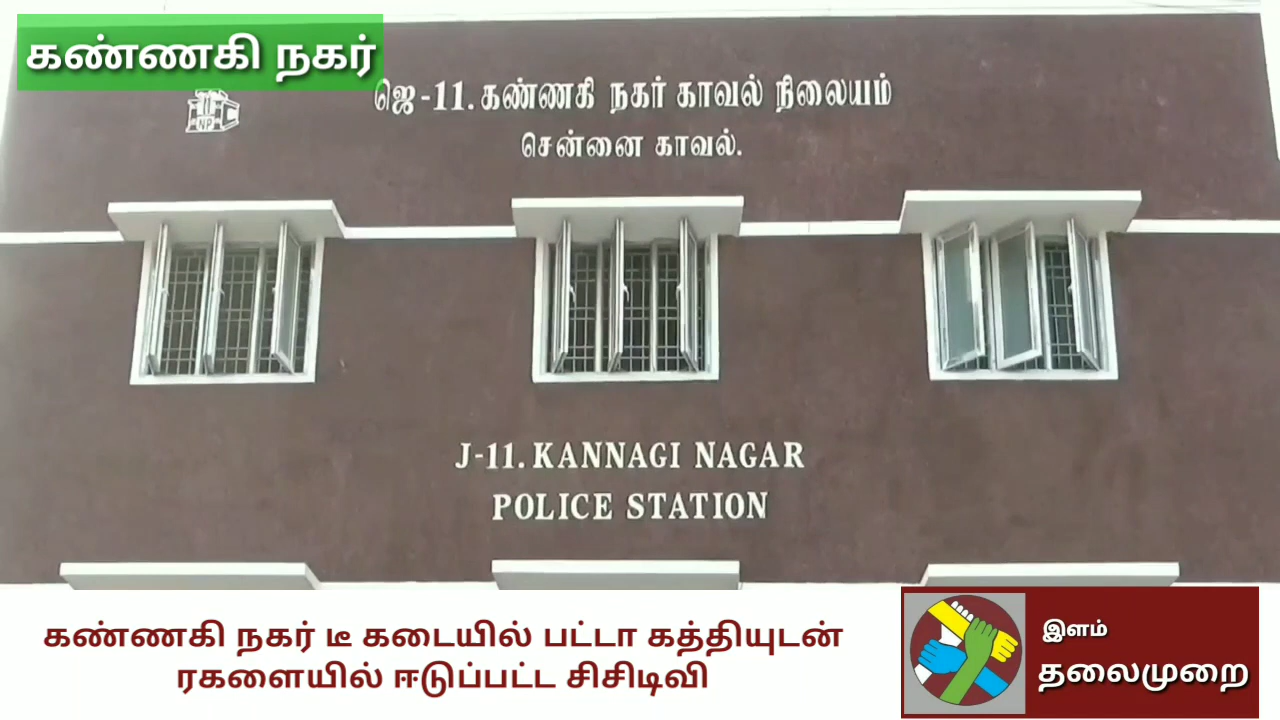 கண்ணகி நகர்
ஜெ-11.கண்ணகி நகர் காவல் நிலையம்
சென்னை காவல்.
NP
J-11. KANNAGI NAGAR
POLICE STATION
கண்ணகி நகர் டீ கடையில் பட்டா கத்தியுடன்
ரகளையில் ஈடுப்பட்ட சிசிடிவி
இளம்
தலைமுறை